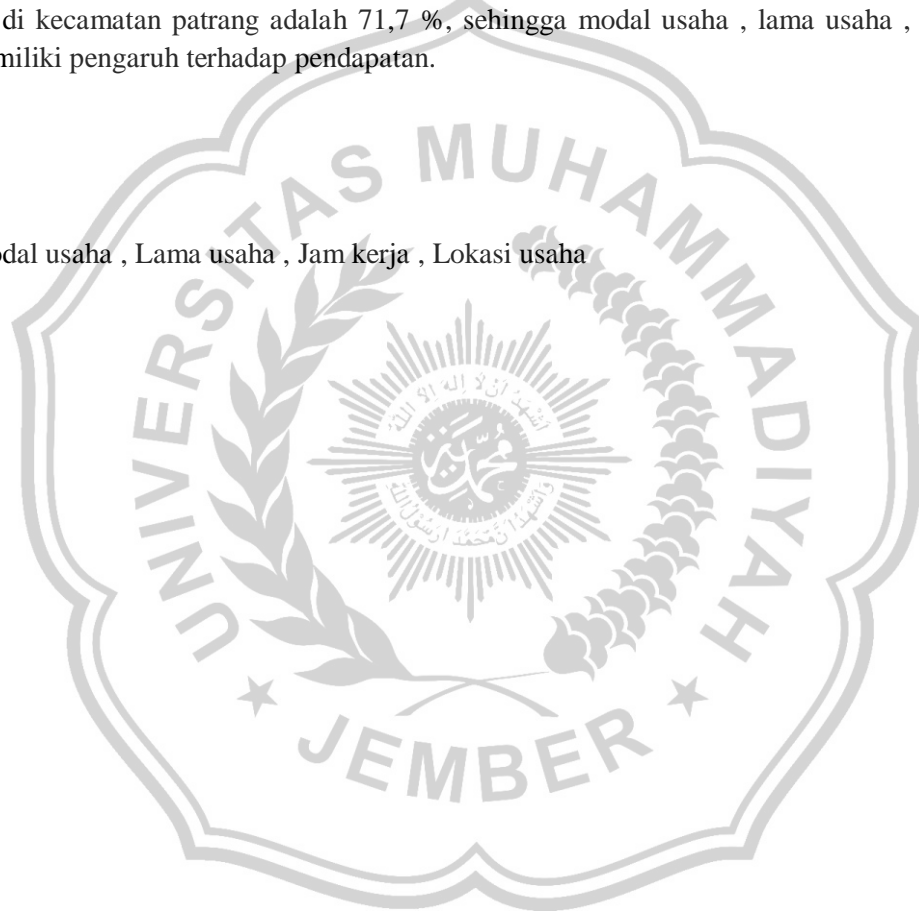 di kecamatan patrang adalah 71,7 %, sehingga modal usaha , lama usaha ,
miliki pengaruh terhadap pendapatan.
dal usaha , Lama usaha , Jam kerja , Lokasi usaha
UNIVERSITAS MUHAMMADIYAH
JEMBER